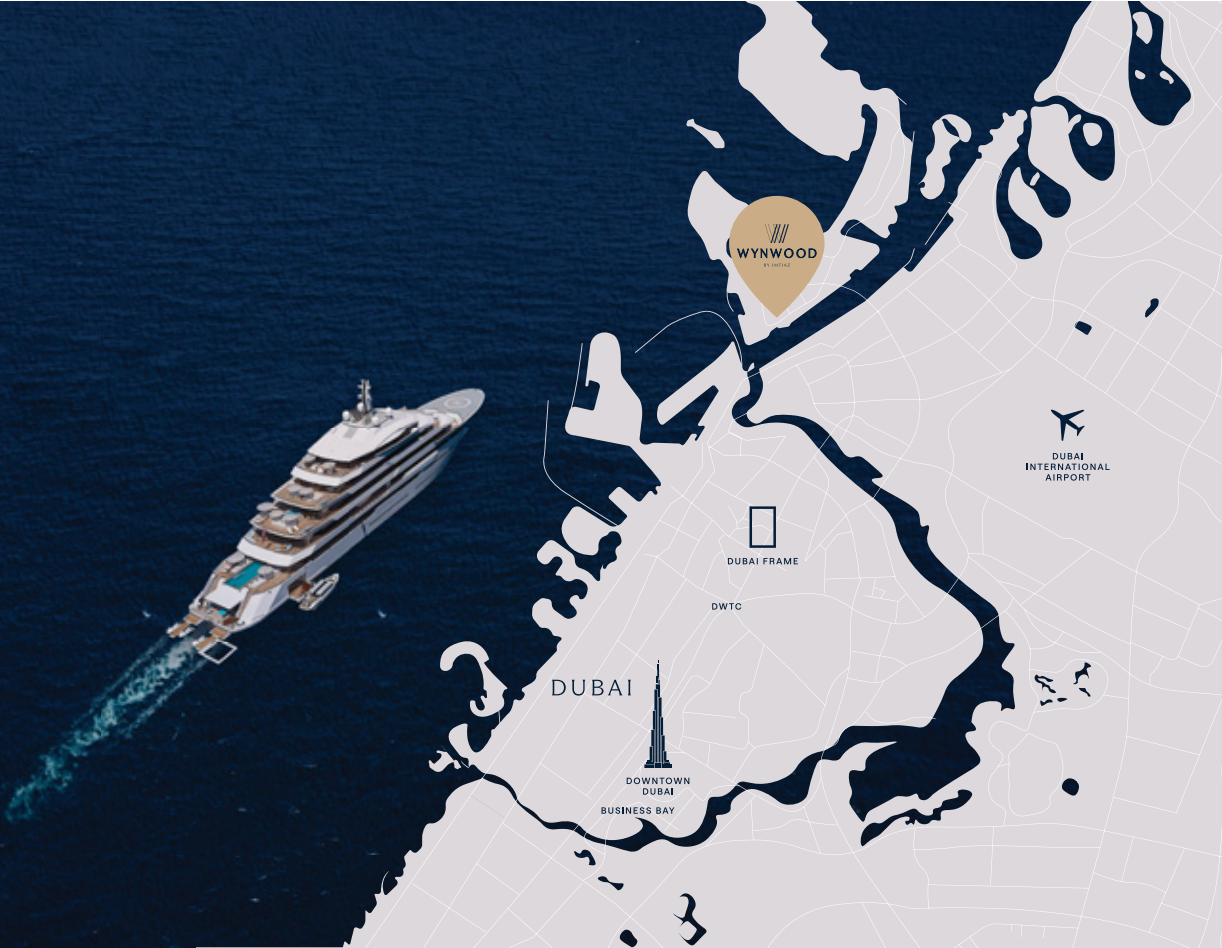 WYNWOOD
BY IMTIAZ
DUBAI
INTERNATIONAL
AIRPORT
DUBAI FRAME
DWTC
DUBAI
DOWNTOWN
DUBAI
BUSINESS BAY